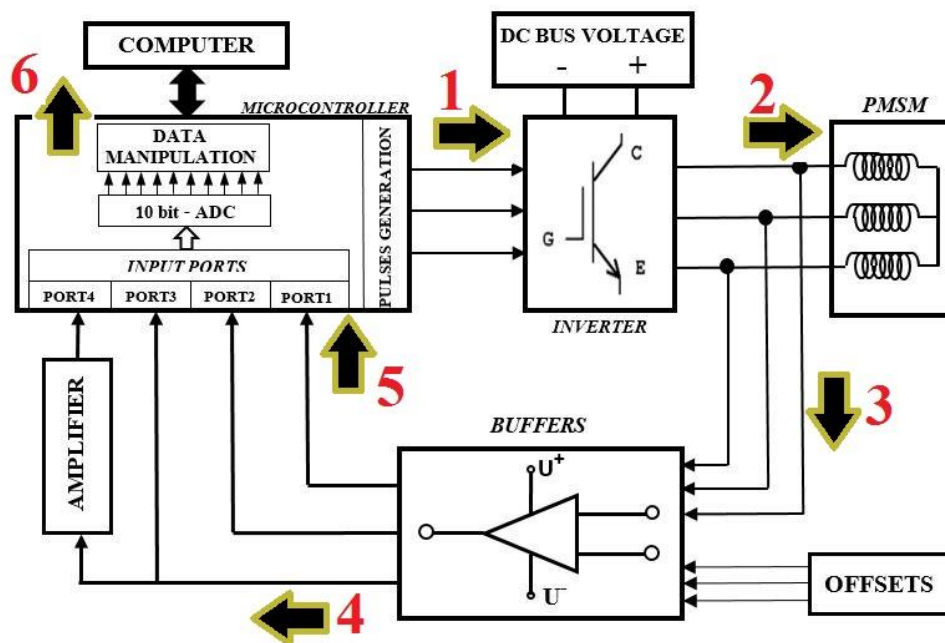 COMPUTER
DC BUS VOLTAGE
- +
6
1
2
MICROCONTROLLER
PMSM
DATA
MANIPULATION
10 bit - ADC
INPUT PORTS
PORT4 PORT3 PORT2 PORT1
PULSES GENERATION
C
G
E
INVERTER
5
3
AMPLIFIER
BUFFERS
U+
U-
OFFSETS
4